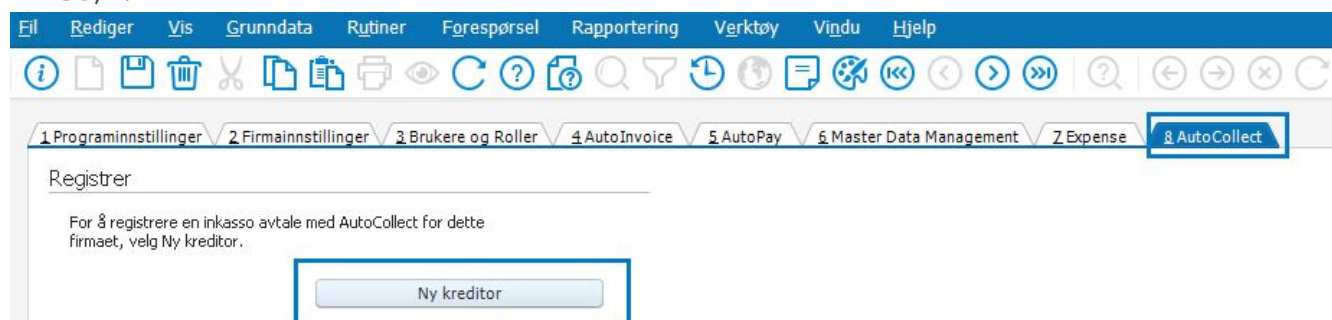 Fil Rediger Vis Grunndata Rutiner Forespørsel Rapportering Verktøy Vindu Hjelp
1 Programinnstillinger 2 Firmainnstillinger 3 Brukere og Roller 4 AutoInvoice 5 AutoPay 6 Master Data Management 7 Expense 8 AutoCollect
Registrer
For å registrere en inkasso avtale med AutoCollect for dette
firmaet, velg Ny kreditor.
Ny kreditor